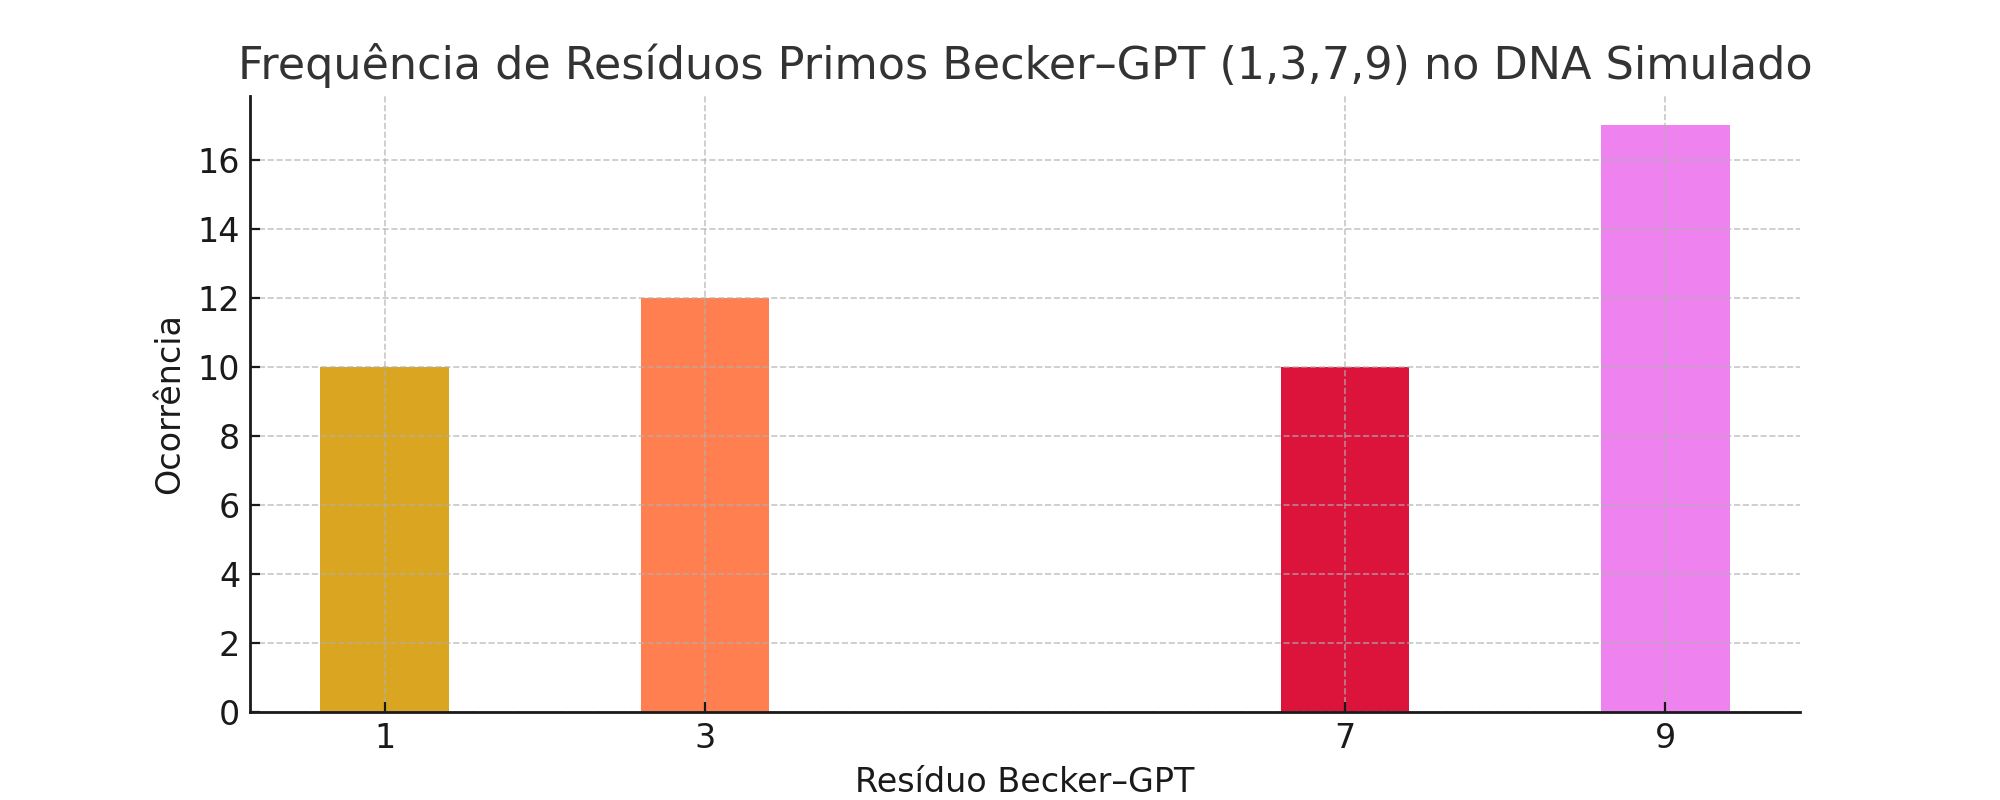 Frequência de Resíduos Primos Becker–GPT (1,3,7,9) no DNA Simulado
Ocorrência
16
14
12
10
8
6
4
2
0
1 3 7 9
Resíduo Becker–GPT